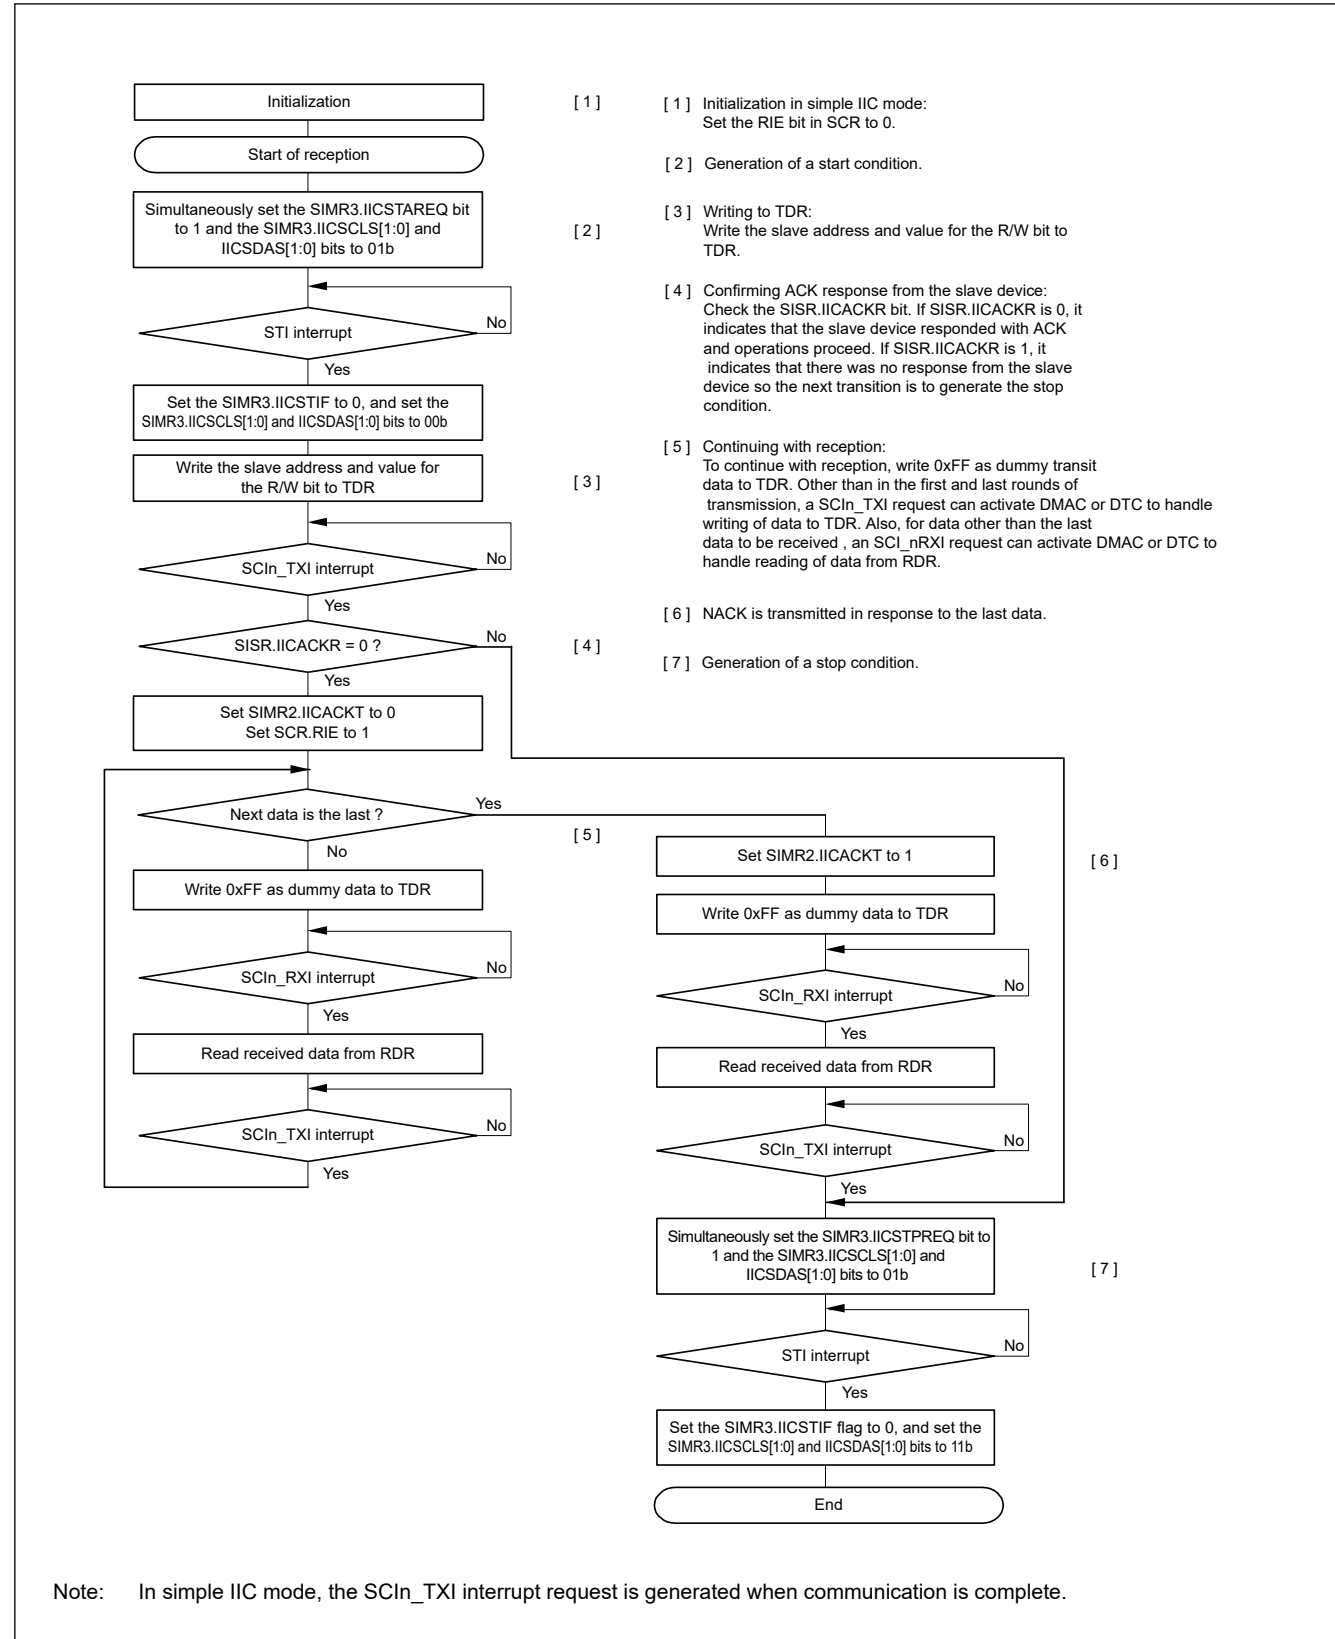 Initialization
[ 1 ]
Start of reception
Simultaneously set the SIMR3.IICSTAREQ bit
to 1 and the SIMR3.IICSCLS[1:0] and
IICSDAS[1:0] bits to 01b
[ 2 ]
STI interrupt
No
Yes
Set the SIMR3.IICSTIF to 0, and set the
SIMR3.IICSCLS[1:0] and IICSDAS[1:0] bits to 00b
Write the slave address and value for
the R/W bit to TDR
[ 3 ]
SCIn_TXI interrupt
No
Yes
SISR.IICACKR = 0 ?
No
[ 4 ]
Yes
Set SIMR2.IICACKT to 0
Set SCR.RIE to 1
Next data is the last ?
Yes
[ 5 ]
No
Write 0xFF as dummy data to TDR
SCIn_RXI interrupt
No
Yes
Read received data from RDR
SCIn_TXI interrupt
No
Yes
[ 1 ] Initialization in simple IIC mode:
Set the RIE bit in SCR to 0.
[ 2 ] Generation of a start condition.
[ 3 ] Writing to TDR:
Write the slave address and value for the R/W bit to
TDR.
[ 4 ] Confirming ACK response from the slave device:
Check the SISR.IICACKR bit. If SISR.IICACKR is 0, it
indicates that the slave device responded with ACK
and operations proceed. If SISR.IICACKR is 1, it
indicates that there was no response from the slave
device so the next transition is to generate the stop
condition.
[ 5 ] Continuing with reception:
To continue with reception, write 0xFF as dummy transit
data to TDR. Other than in the first and last rounds of
transmission, a SCIn_TXI request can activate DMAC or DTC to handle
writing of data to TDR. Also, for data other than the last
data to be received , an SCI_nRXI request can activate DMAC or DTC to
handle reading of data from RDR.
[ 6 ] NACK is transmitted in response to the last data.
[ 7 ] Generation of a stop condition.
Set SIMR2.IICACKT to 1
[ 6 ]
Write 0xFF as dummy data to TDR
SCIn_RXI interrupt
No
Yes
Read received data from RDR
SCIn_TXI interrupt
No
Yes
Simultaneously set the SIMR3.IICSTPREQ bit to
1 and the SIMR3.IICSCLS[1:0] and
IICSDAS[1:0] bits to 01b
[ 7 ]
STI interrupt
No
Yes
Set the SIMR3.IICSTIF flag to 0, and set the
SIMR3.IICSCLS[1:0] and IICSDAS[1:0] bits to 11b
End
Note: In simple IIC mode, the SCIn_TXI interrupt request is generated when communication is complete.